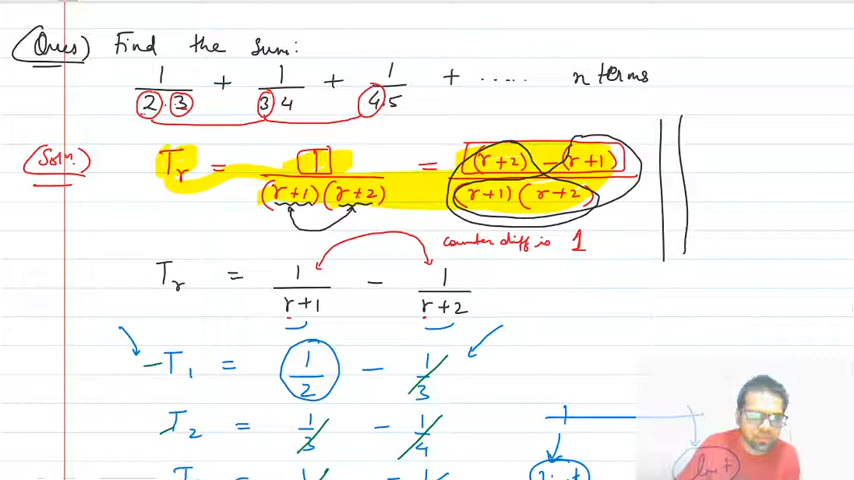 Ques) Find the sum:
1/2.3 + 1/3.4 + 1/4.5 + ..... n terms
Soln. Tr = 1/(r+1)(r+2) = (r+2) - (r+1)/(r+1)(r+2)
counter diff is 1
Tr = 1/r+1 - 1/r+2
-T1 = 1/2 - 1/3
T2 = 1/3 - 1/4